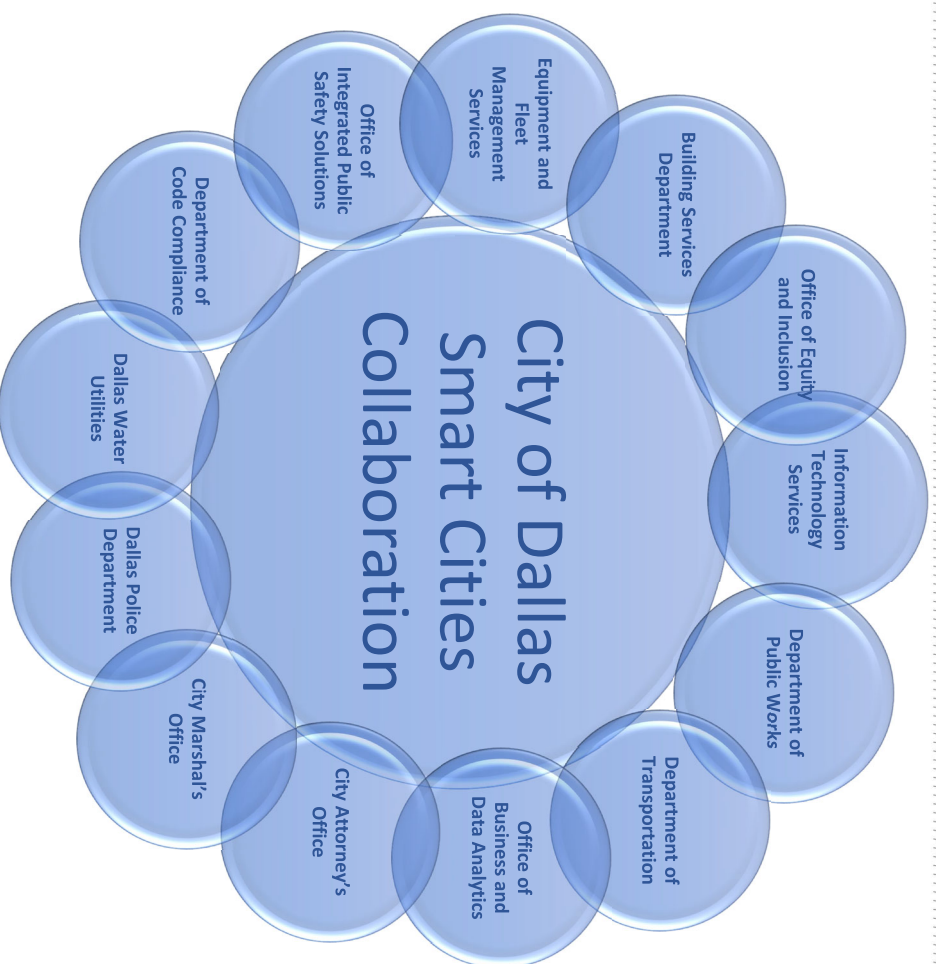 City of Dallas
Smart Cities
Collaboration
Information
Technology
Services
Department of
Public Works
Department of
Transportation
Office of
Business and
Data Analytics
City Attorney's
Office
City Marshal's
Office
Dallas Police
Department
Dallas Water
Utilities
Department of
Code Compliance
Office of
Integrated Public
Safety Solutions
Equipment and
Fleet
Management
Services
Building Services
Department
Office of Equity
and Inclusion